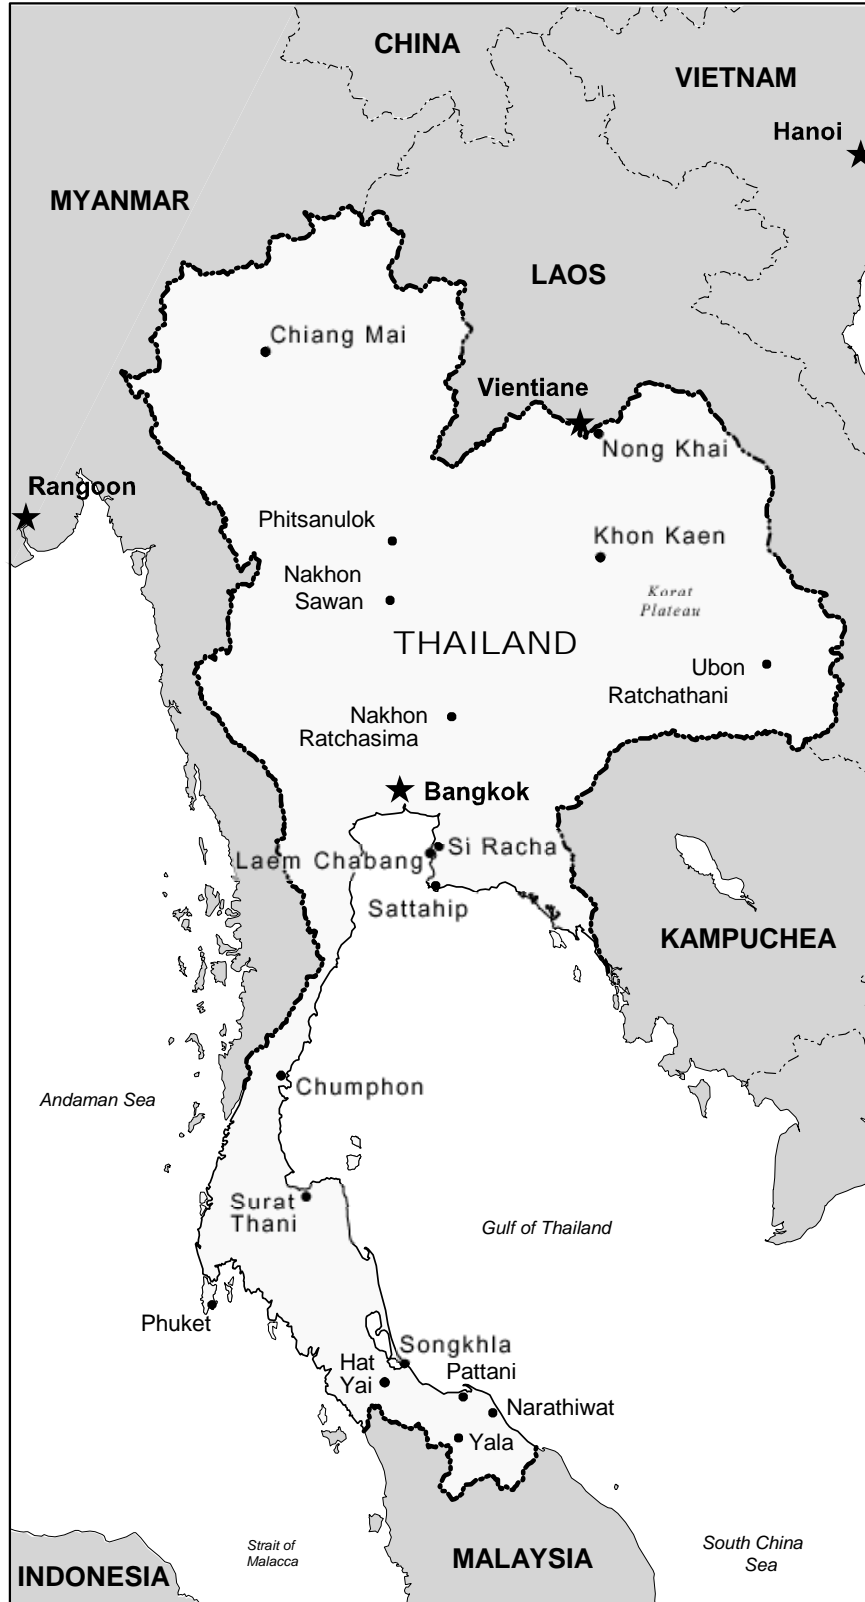 CHINA
VIETNAM
Hanoi
MYANMAR
LAOS
Chiang Mai
Vientiane
Nong Khai
Rangoon
Phitsanulok
Khon Kaen
Nakhon
Sawan
Korat
Plateau
THAILAND
Ubon
Ratchathani
Nakhon
Ratchasima
Bangkok
Si Racha
Laem Chabang
Sattahip
KAMPUCHEA
Chumphon
Andaman Sea
Surat
Thani
Gulf of Thailand
Phuket
Songkhla
Hat
Yai
Pattani
Narathiwat
Yala
Strait of
Malacca
MALAYSIA
South China
Sea
INDONESIA